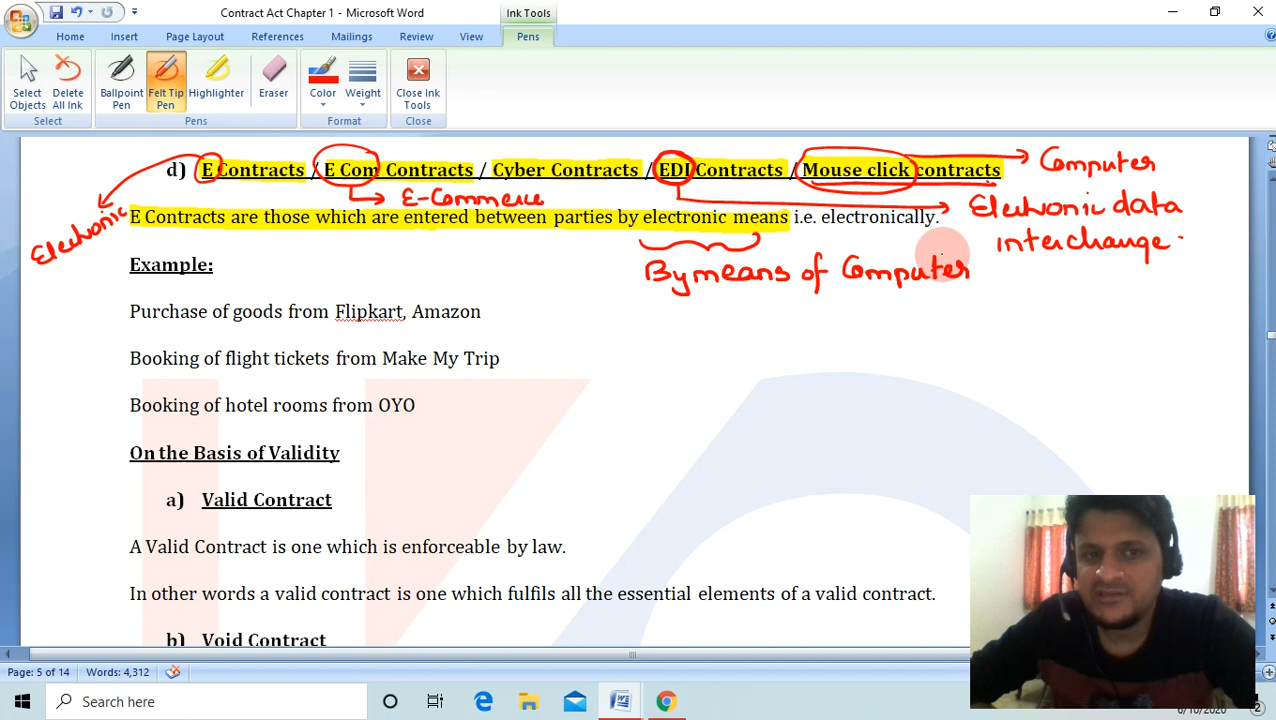 Contract Act Chapter 1 - Microsoft Word
Ink Tools
Home Insert Page Layout References Mailings Review View Pens
Select Objects
Delete All Ink
Ballpoint Pen
Felt Tip Pen
Highlighter
Eraser
Color
Weight
Close Ink Tools
Select Pens Format Close
d) E Contracts / E Com Contracts / Cyber Contracts / EDI Contracts / Mouse click contracts
Computer
E-Commerce
Electronic data interchange
Electronic
E Contracts are those which are entered between parties by electronic means i.e. electronically.
By means of Computer
Example:
Purchase of goods from Flipkart, Amazon
Booking of flight tickets from Make My Trip
Booking of hotel rooms from OYO
On the Basis of Validity
a) Valid Contract
A Valid Contract is one which is enforceable by law.
In other words a valid contract is one which fulfils all the essential elements of a valid contract.
b) Void Contract
Page: 5 of 14 Words: 4,312
Search here